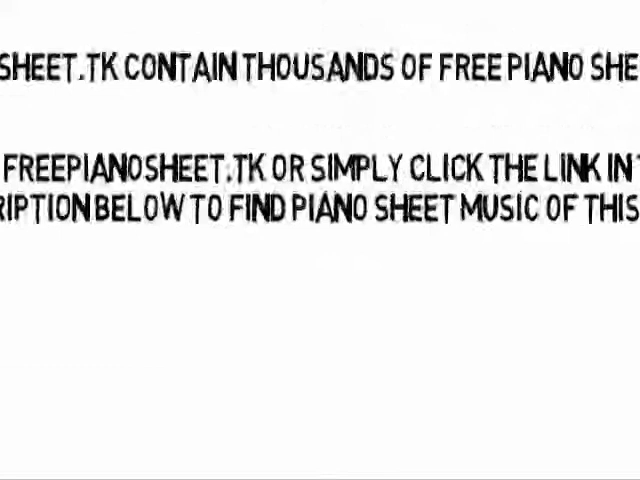 SHEET.TK CONTAIN THOUSANDS OF FREE PIANO SHE
FREEPIANOSHEET.TK OR SIMPLY CLICK THE LINK IN
RIPTION BELOW TO FIND PIANO SHEET MUSIC OF THIS